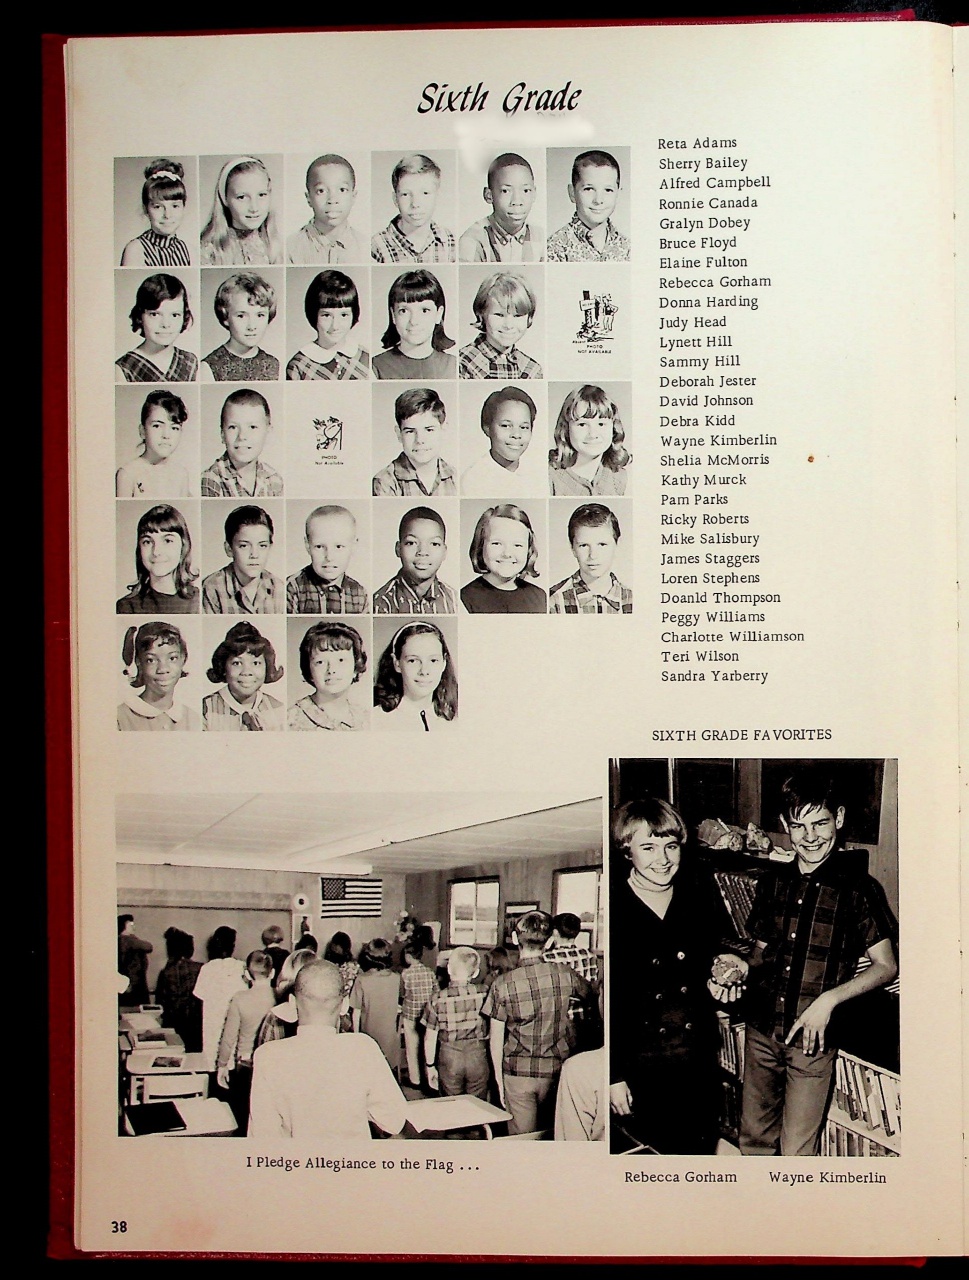 Sixth Grade
Reta Adams
Sherry Bailey
Alfred Campbell
Ronnie Canada
Gralyn Dobey
Bruce Floyd
Elaine Fulton
Rebecca Gorham
Donna Harding
Judy Head
Lynett Hill
Sammy Hill
Deborah Jester
David Johnson
Debra Kidd
Wayne Kimberlin
Shelia McMorris
Kathy Murck
Pam Parks
Ricky Roberts
Mike Salisbury
James Staggers
Loren Stephens
Doanld Thompson
Peggy Williams
Charlotte Williamson
Teri Wilson
Sandra Yarberry
PHOTO
NOT AVAILABLE
PHOTO
Not Available
SIXTH GRADE FAVORITES
I Pledge Allegiance to the Flag ...
Rebecca Gorham Wayne Kimberlin
38